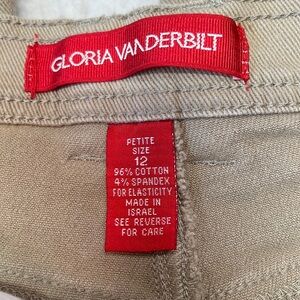 GLORIA VANDERBILT
PETITE
SIZE
12
96% COTTON
4% SPANDEX
FOR ELASTICITY
MADE IN
ISRAEL
SEE REVERSE
FOR CARE